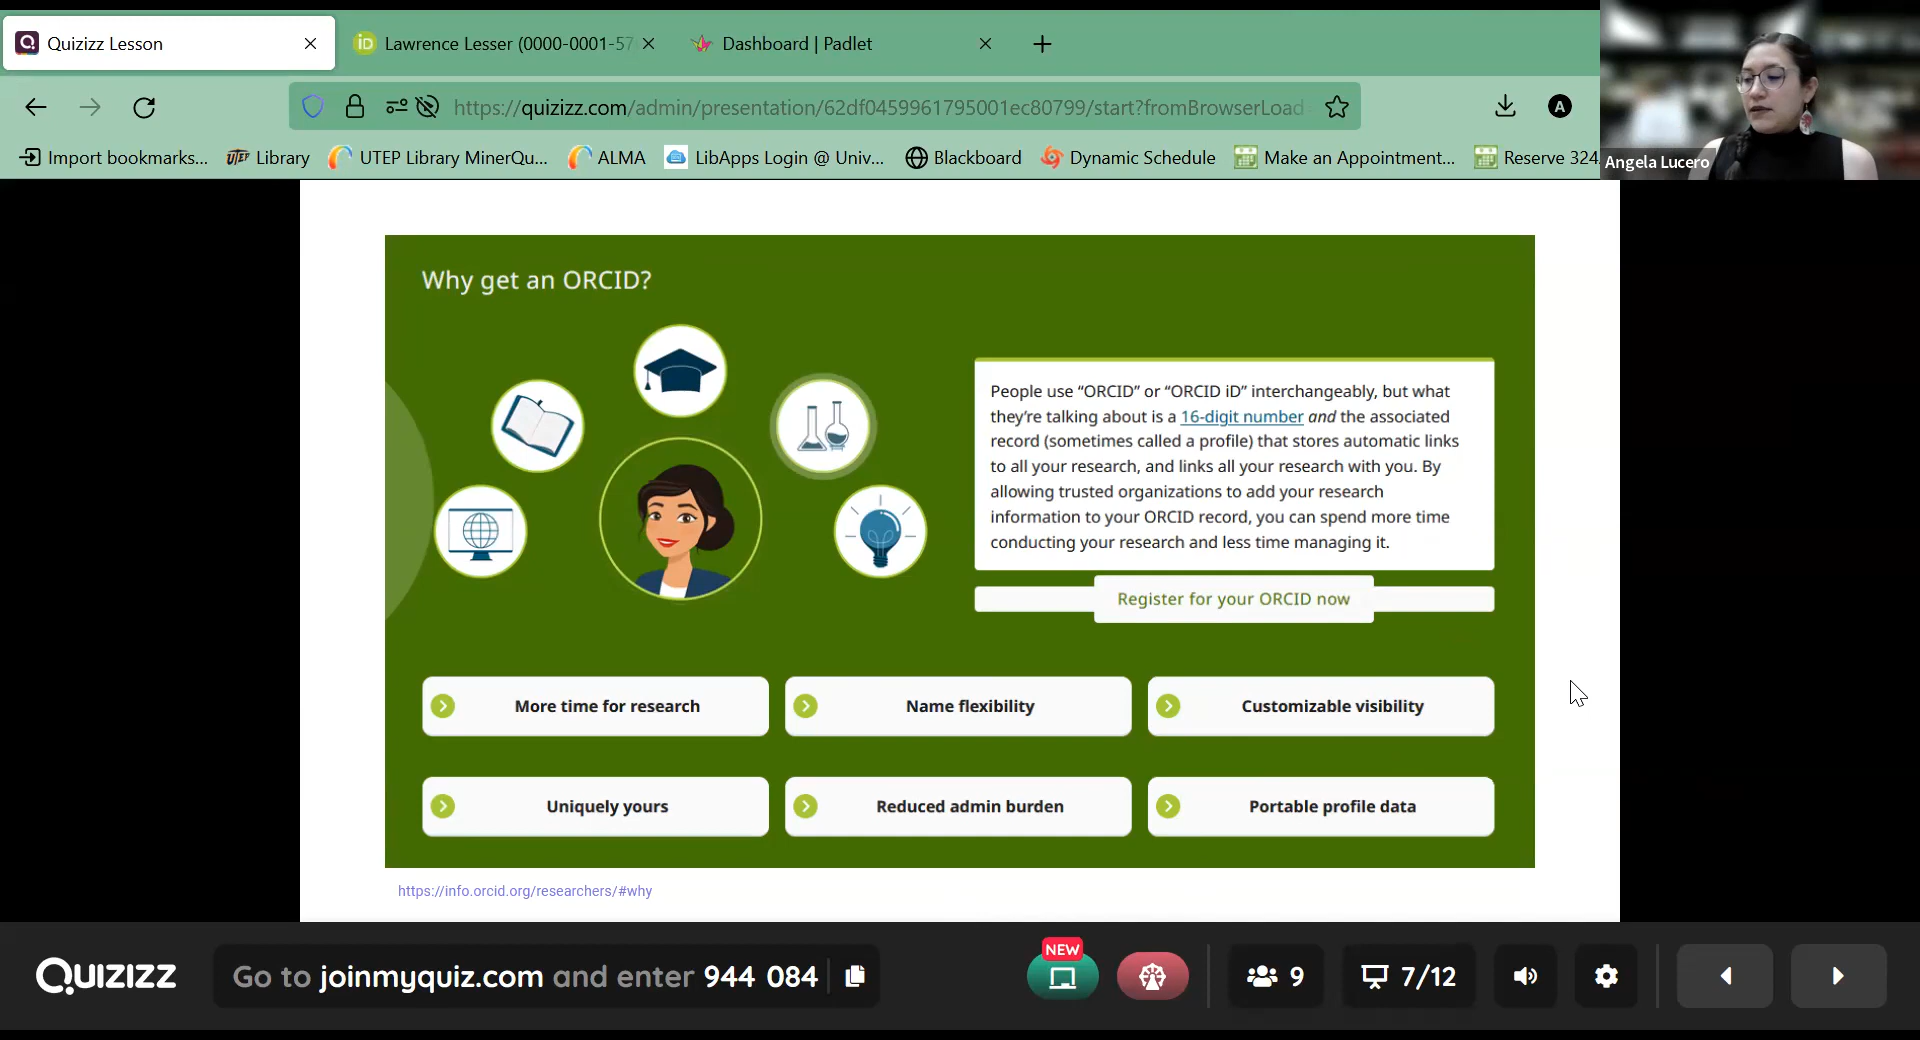 Quizizz Lesson
Lawrence Lesser (0000-0001-57
Dashboard | Padlet
https://quizizz.com/admin/presentation/62df0459961795001ec80799/start?fromBrowserLoad
A
Import bookmarks...
UTEP Library
UTEP Library MinerQu...
ALMA
LibApps Login @ Univ...
Blackboard
Dynamic Schedule
Make an Appointment...
Reserve 324
Angela Lucero
Why get an ORCID?
People use “ORCID” or “ORCID iD” interchangeably, but what
they’re talking about is a 16-digit number and the associated
record (sometimes called a profile) that stores automatic links
to all your research, and links all your research with you. By
allowing trusted organizations to add your research
information to your ORCID record, you can spend more time
conducting your research and less time managing it.
Register for your ORCID now
More time for research
Name flexibility
Customizable visibility
Uniquely yours
Reduced admin burden
Portable profile data
https://info.orcid.org/researchers/#why
Quizizz
Go to joinmyquiz.com and enter 944 084
NEW
9
7/12